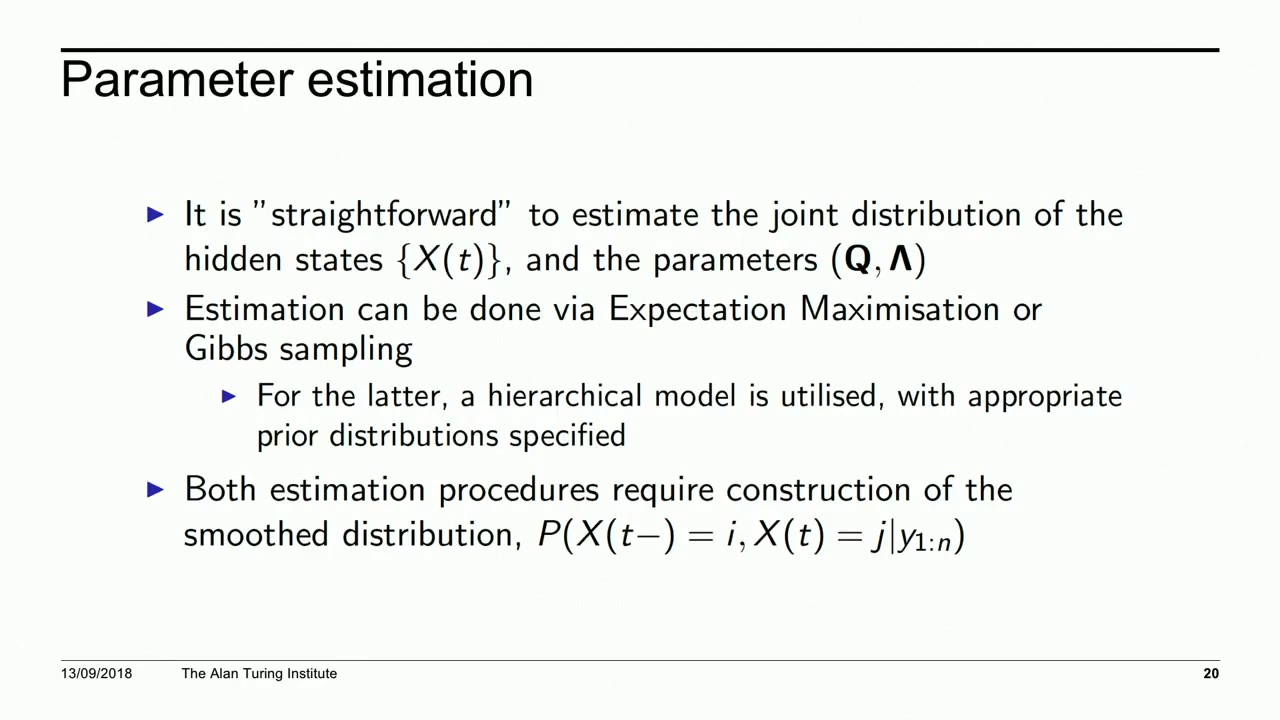 Parameter estimation
▶ It is ”straightforward” to estimate the joint distribution of the
hidden states {X(t)}, and the parameters (Q, Λ)
▶ Estimation can be done via Expectation Maximisation or
Gibbs sampling
▶ For the latter, a hierarchical model is utilised, with appropriate
prior distributions specified
▶ Both estimation procedures require construction of the
smoothed distribution, P(X(t−) = i, X(t) = j|y₁:ₙ)
13/09/2018 The Alan Turing Institute 20